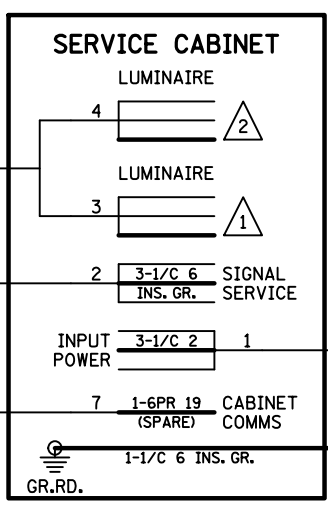 SERVICE CABINET
LUMINAIRE
4
2
LUMINAIRE
3
1
2 3-1/C 6 SIGNAL
INS. GR. SERVICE
INPUT 3-1/C 2 1
POWER
7 1-6PR 19 CABINET
(SPARE) COMMS
1-1/C 6 INS. GR.
GR.RD.